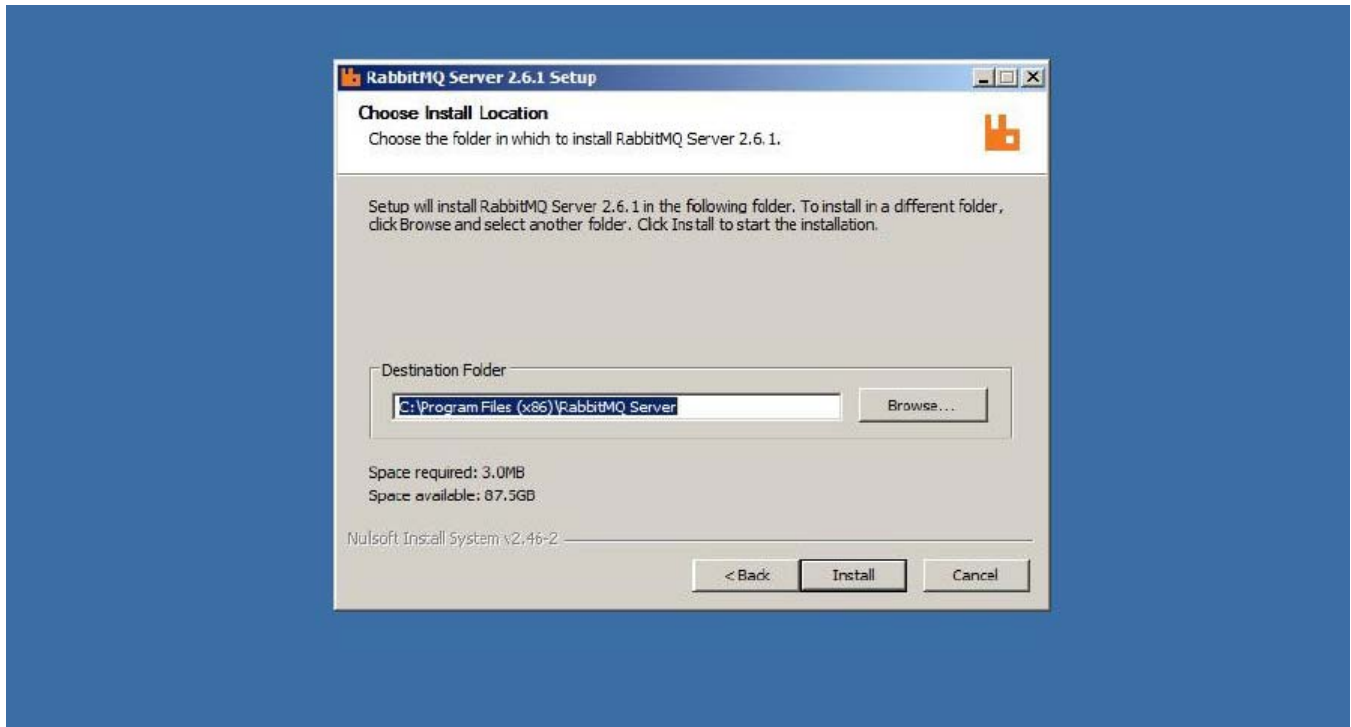 RabbitMQ Server 2.6.1 Setup
Choose Install Location
Choose the folder in which to install RabbitMQ Server 2.6.1.
Setup will install RabbitMQ Server 2.6.1 in the following folder. To install in a different folder,
click Browse and select another folder. Click Install to start the installation.
Destination Folder
C:\Program Files (x86)\RabbitMQ Server
Browse...
Space required: 3.0MB
Space available: 87.5GB
Nullsoft Install System v2.46-2
< Back
Install
Cancel